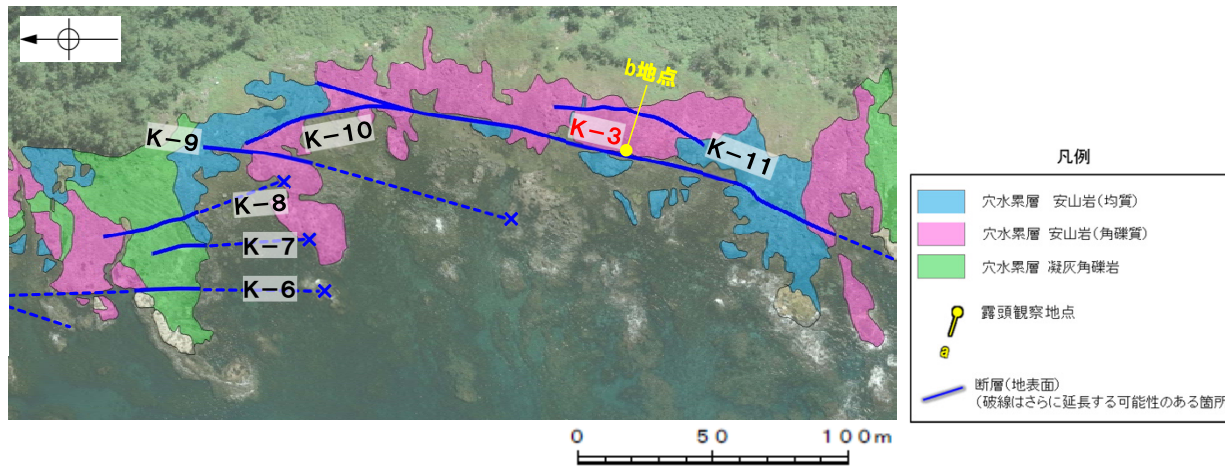 b地点
K－9
K－10
K－3
K－11
K－8
K－7
K－6
凡例
穴水累層 安山岩(均質)
穴水累層 安山岩(角礫質)
穴水累層 凝灰角礫岩
露頭観察地点
a
断層(地表面)
(破線はさらに延長する可能性のある箇所
0 50 100m